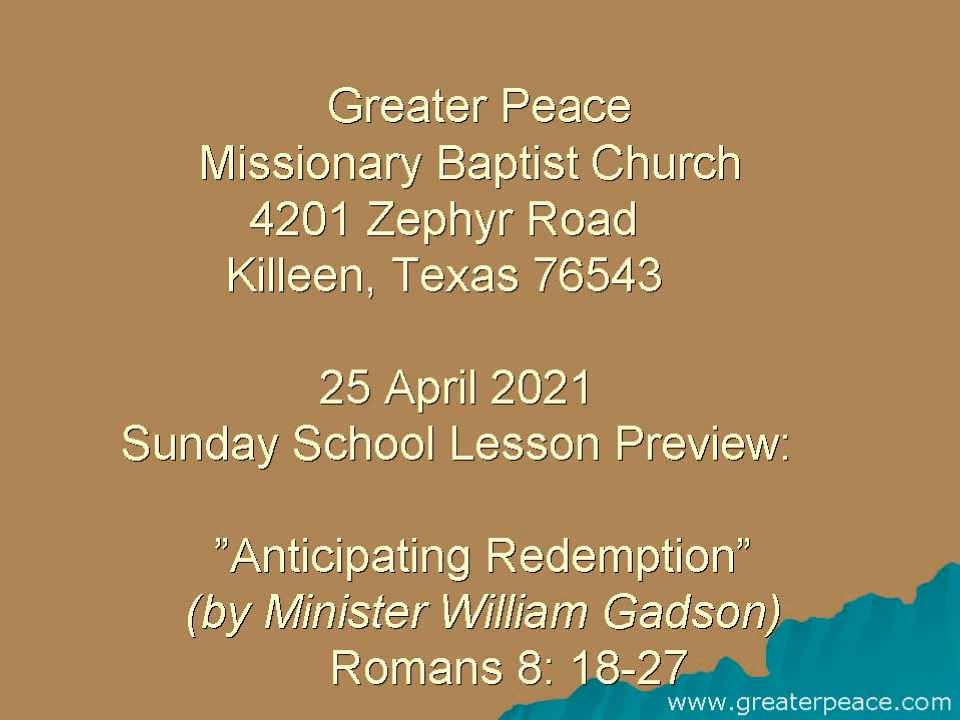 Greater Peace
Missionary Baptist Church
4201 Zephyr Road
Killeen, Texas 76543
25 April 2021
Sunday School Lesson Preview:
”Anticipating Redemption”
(by Minister William Gadson)
Romans 8: 18-27
www.greaterpeace.com